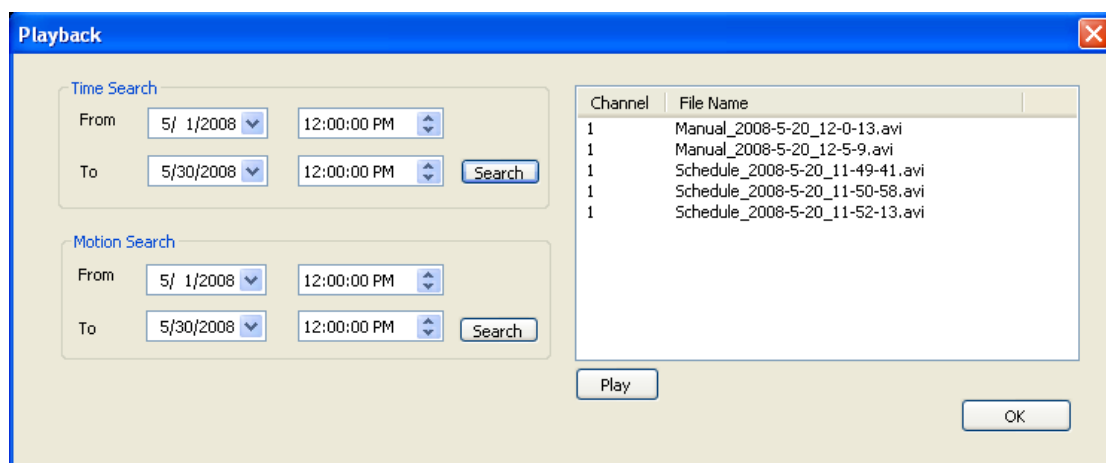 Playback
Time Search
From 5/ 1/2008 12:00:00 PM
To 5/30/2008 12:00:00 PM Search
Motion Search
From 5/ 1/2008 12:00:00 PM
To 5/30/2008 12:00:00 PM Search
Channel File Name
1 Manual_2008-5-20_12-0-13.avi
1 Manual_2008-5-20_12-5-9.avi
1 Schedule_2008-5-20_11-49-41.avi
1 Schedule_2008-5-20_11-50-58.avi
1 Schedule_2008-5-20_11-52-13.avi
Play
OK